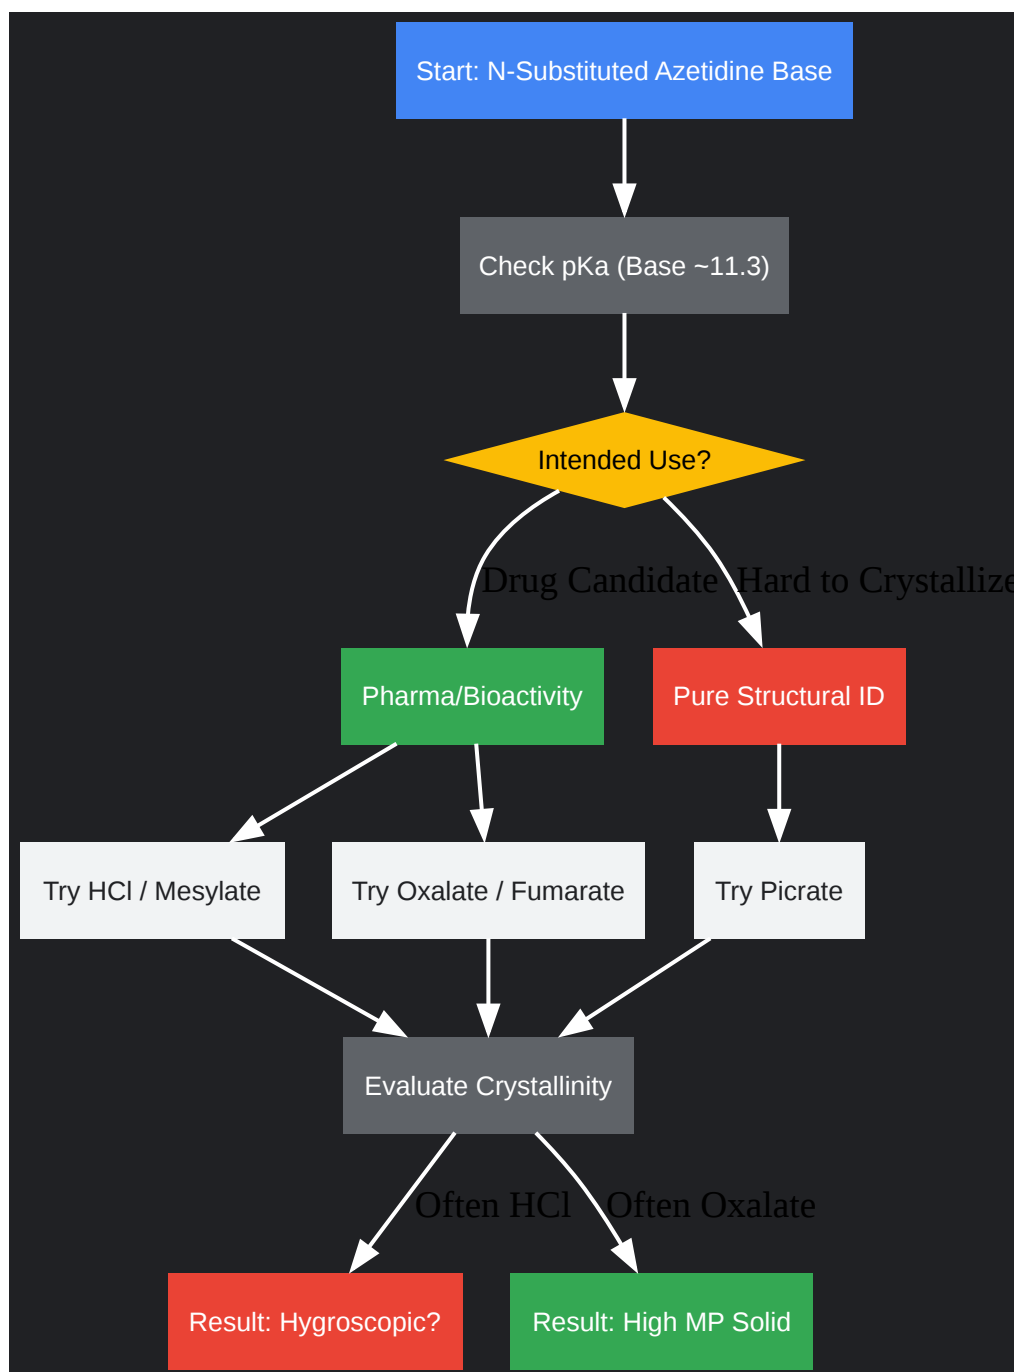 Start: N-Substituted Azetidine Base
Check pKa (Base ~11.3)
Intended Use?
Drug Candidate
Hard to Crystallize
Pharma/Bioactivity
Pure Structural ID
Try HCl / Mesylate
Try Oxalate / Fumarate
Try Picrate
Evaluate Crystallinity
Often HCl
Often Oxalate
Result: Hygroscopic?
Result: High MP Solid